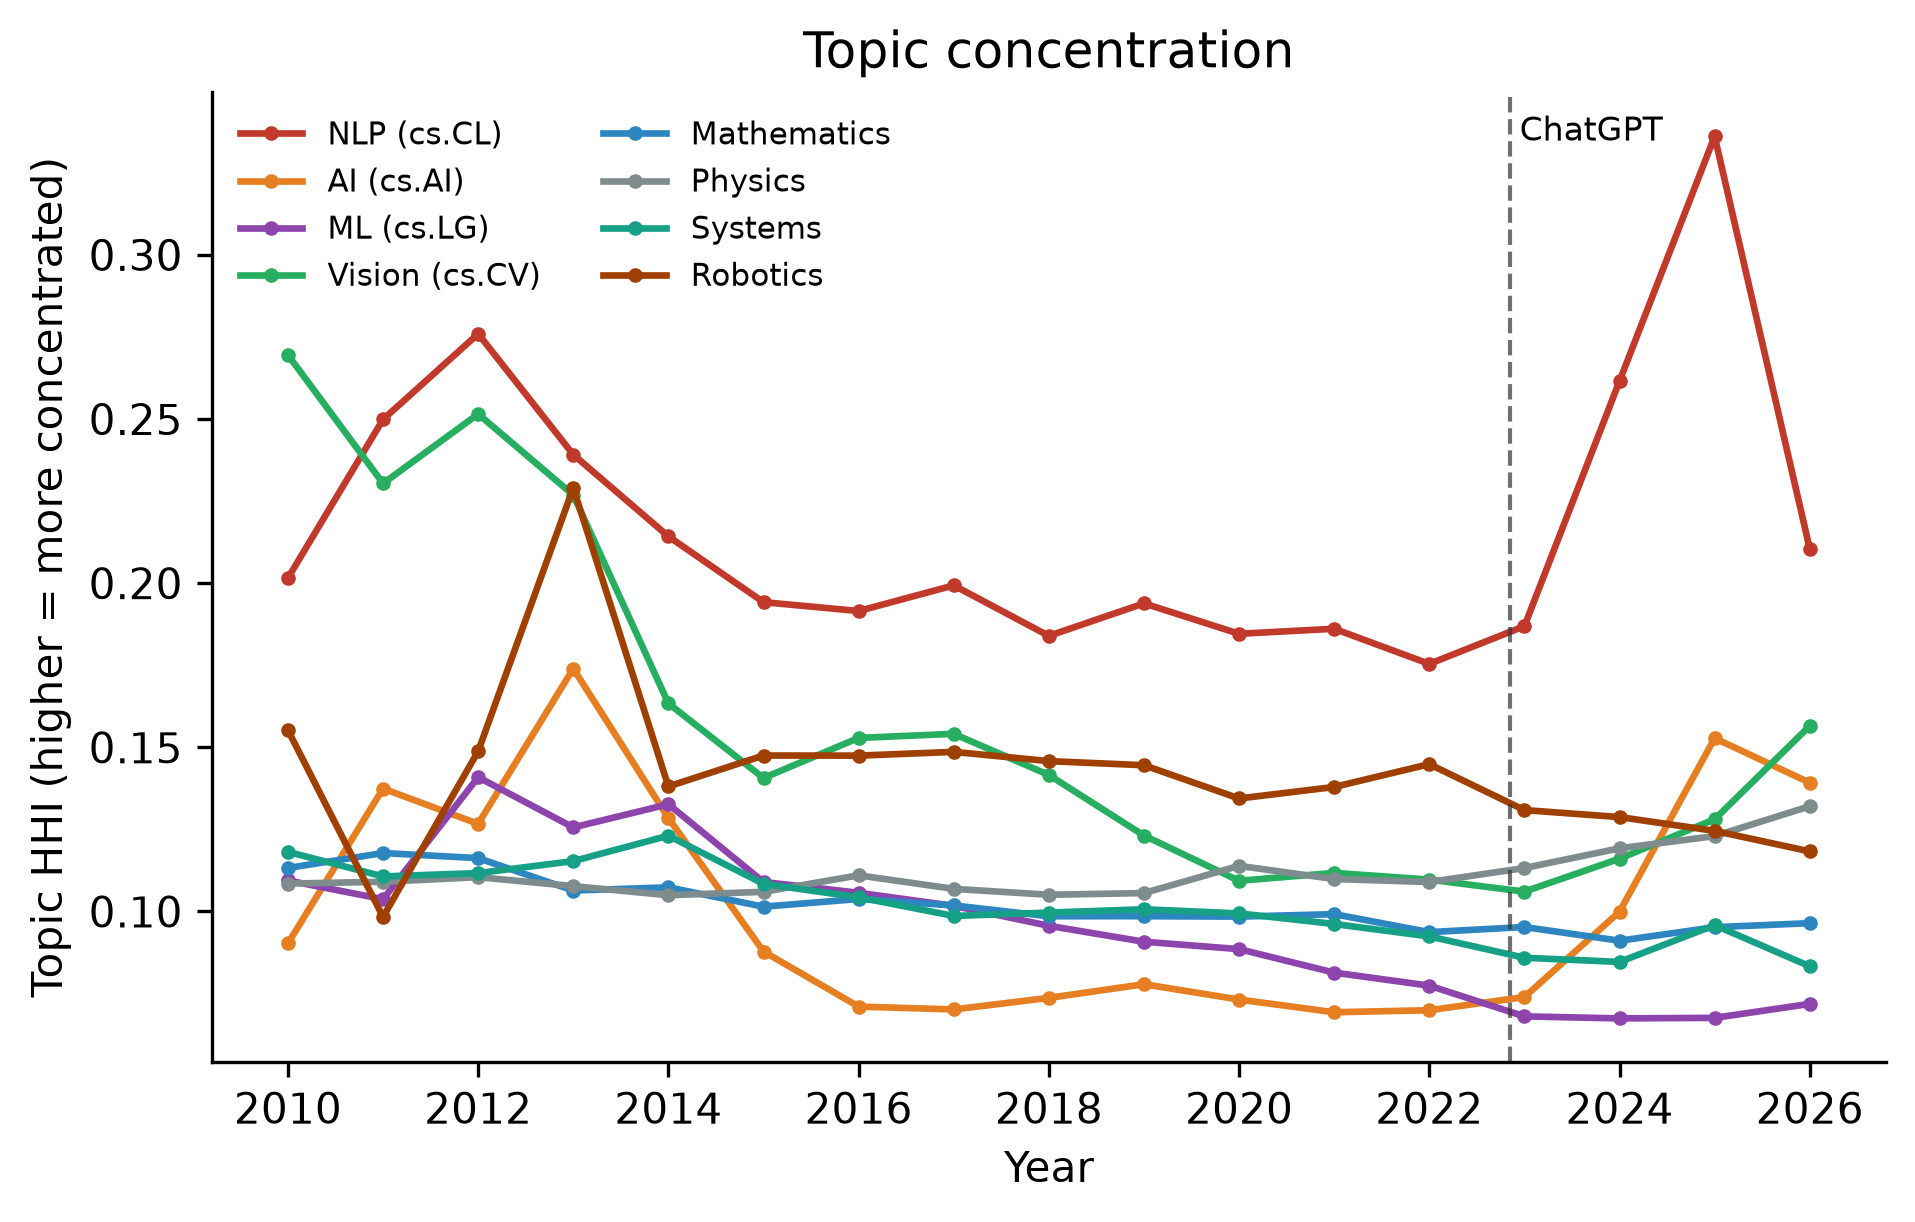 Topic concentration
NLP (cs.CL)
AI (cs.AI)
ML (cs.LG)
Vision (cs.CV)
Mathematics
Physics
Systems
Robotics
ChatGPT
Topic HHI (higher = more concentrated)
0.30
0.25
0.20
0.15
0.10
2010 2012 2014 2016 2018 2020 2022 2024 2026
Year